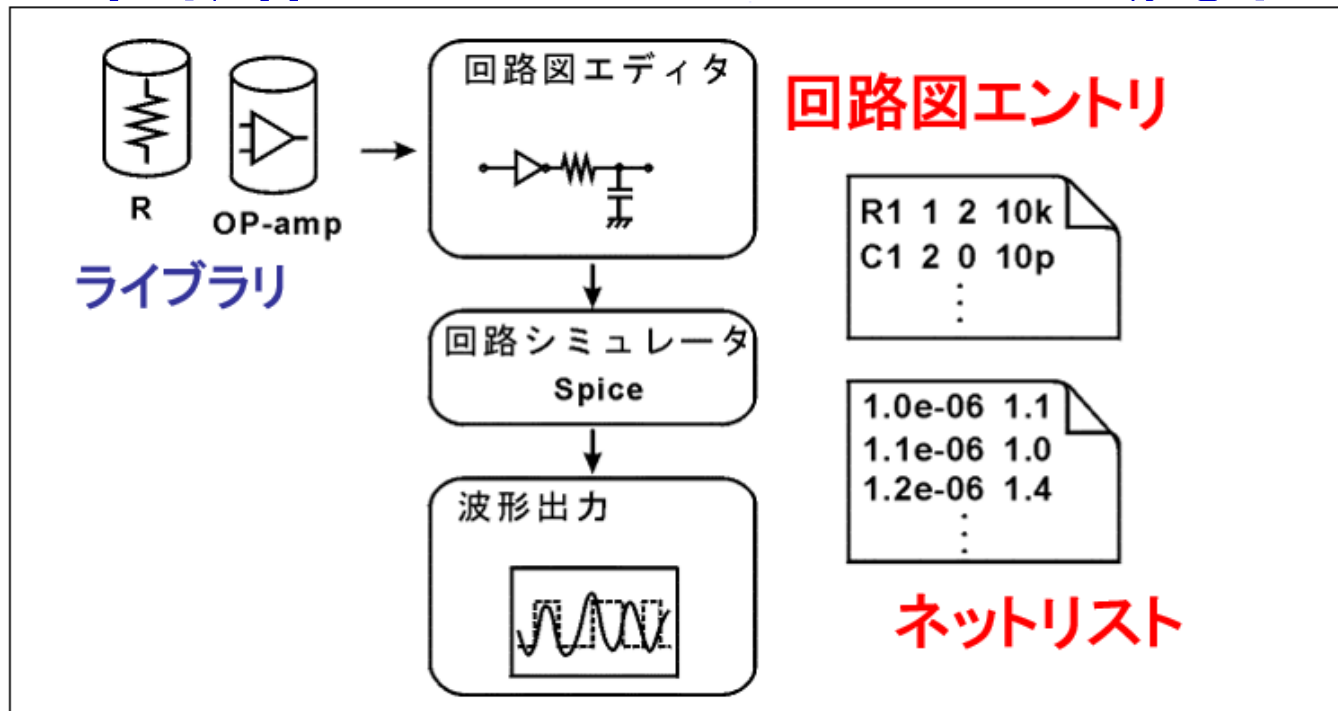 回路図エディタ
回路図エントリ
R
OP-amp
ライブラリ
R1 1 2 10k
C1 2 0 10p
回路シミュレータ
Spice
1.0e-06 1.1
1.1e-06 1.0
1.2e-06 1.4
波形出力
ネットリスト